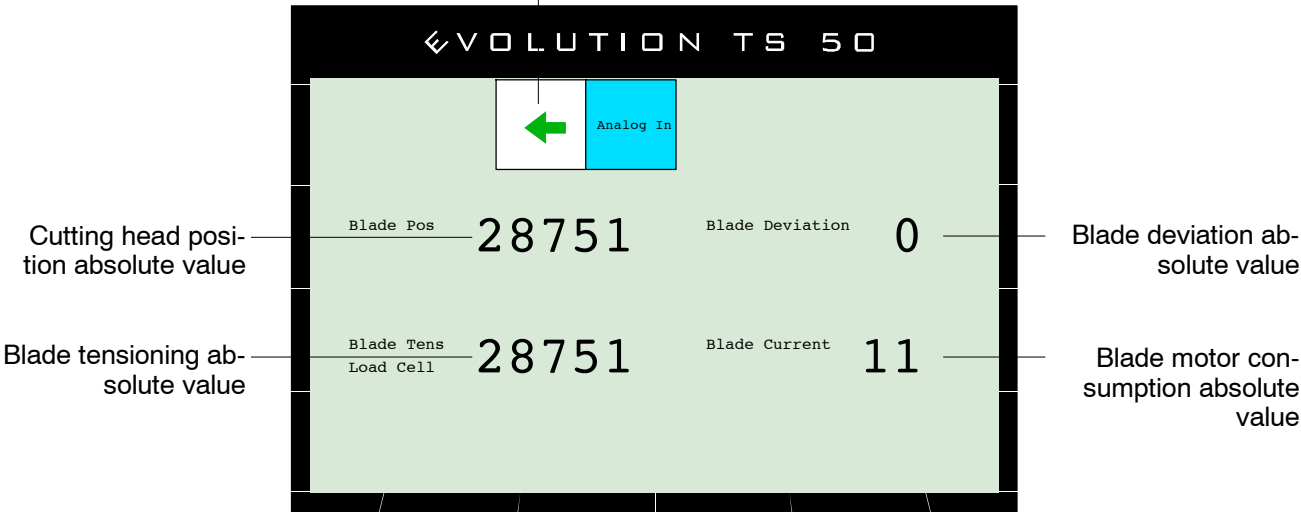 EVOLUTION TS 50
Analog In
Cutting head posi-
tion absolute value
Blade Pos 28751
Blade Deviation 0
Blade deviation ab-
solute value
Blade tensioning ab-
solute value
Blade Tens
Load Cell
28751
Blade Current 11
Blade motor con-
sumption absolute
value